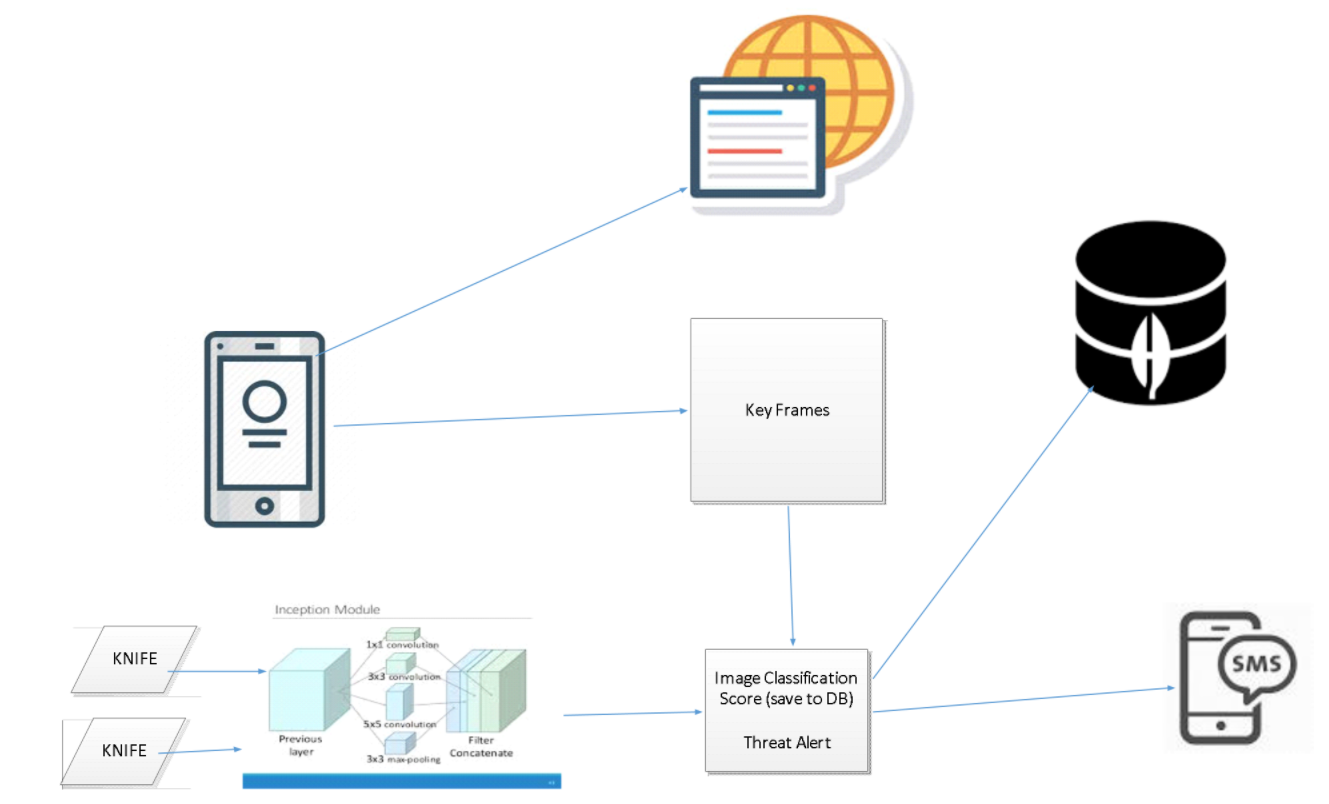 Key Frames
Inception Module
1x1 convolution
3x3 convolution
5x5 convolution
3x3 max-pooling
Previous
layer
Filter
Concatenate
KNIFE
KNIFE
Image Classification
Score (save to DB)
Threat Alert
SMS